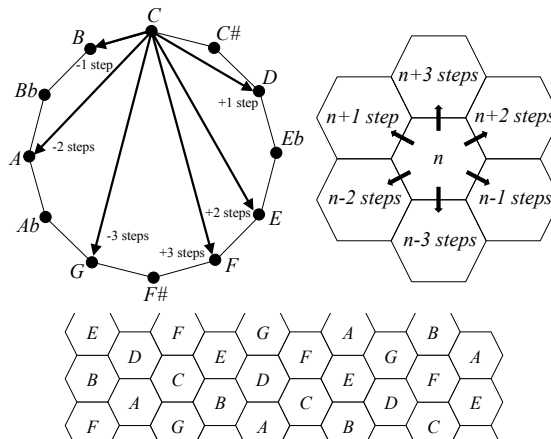 C
B
C#
-1 step
D
+1 step
Bb
Eb
A
-2 steps
+2 steps
E
Ab
-3 steps
+3 steps
F
G
F#
n+3 steps
n+1 step
n+2 steps
n
n-2 steps
n-1 steps
n-3 steps
E F G A B
D E F G A
B C D E F
A B C D E
F G A B C